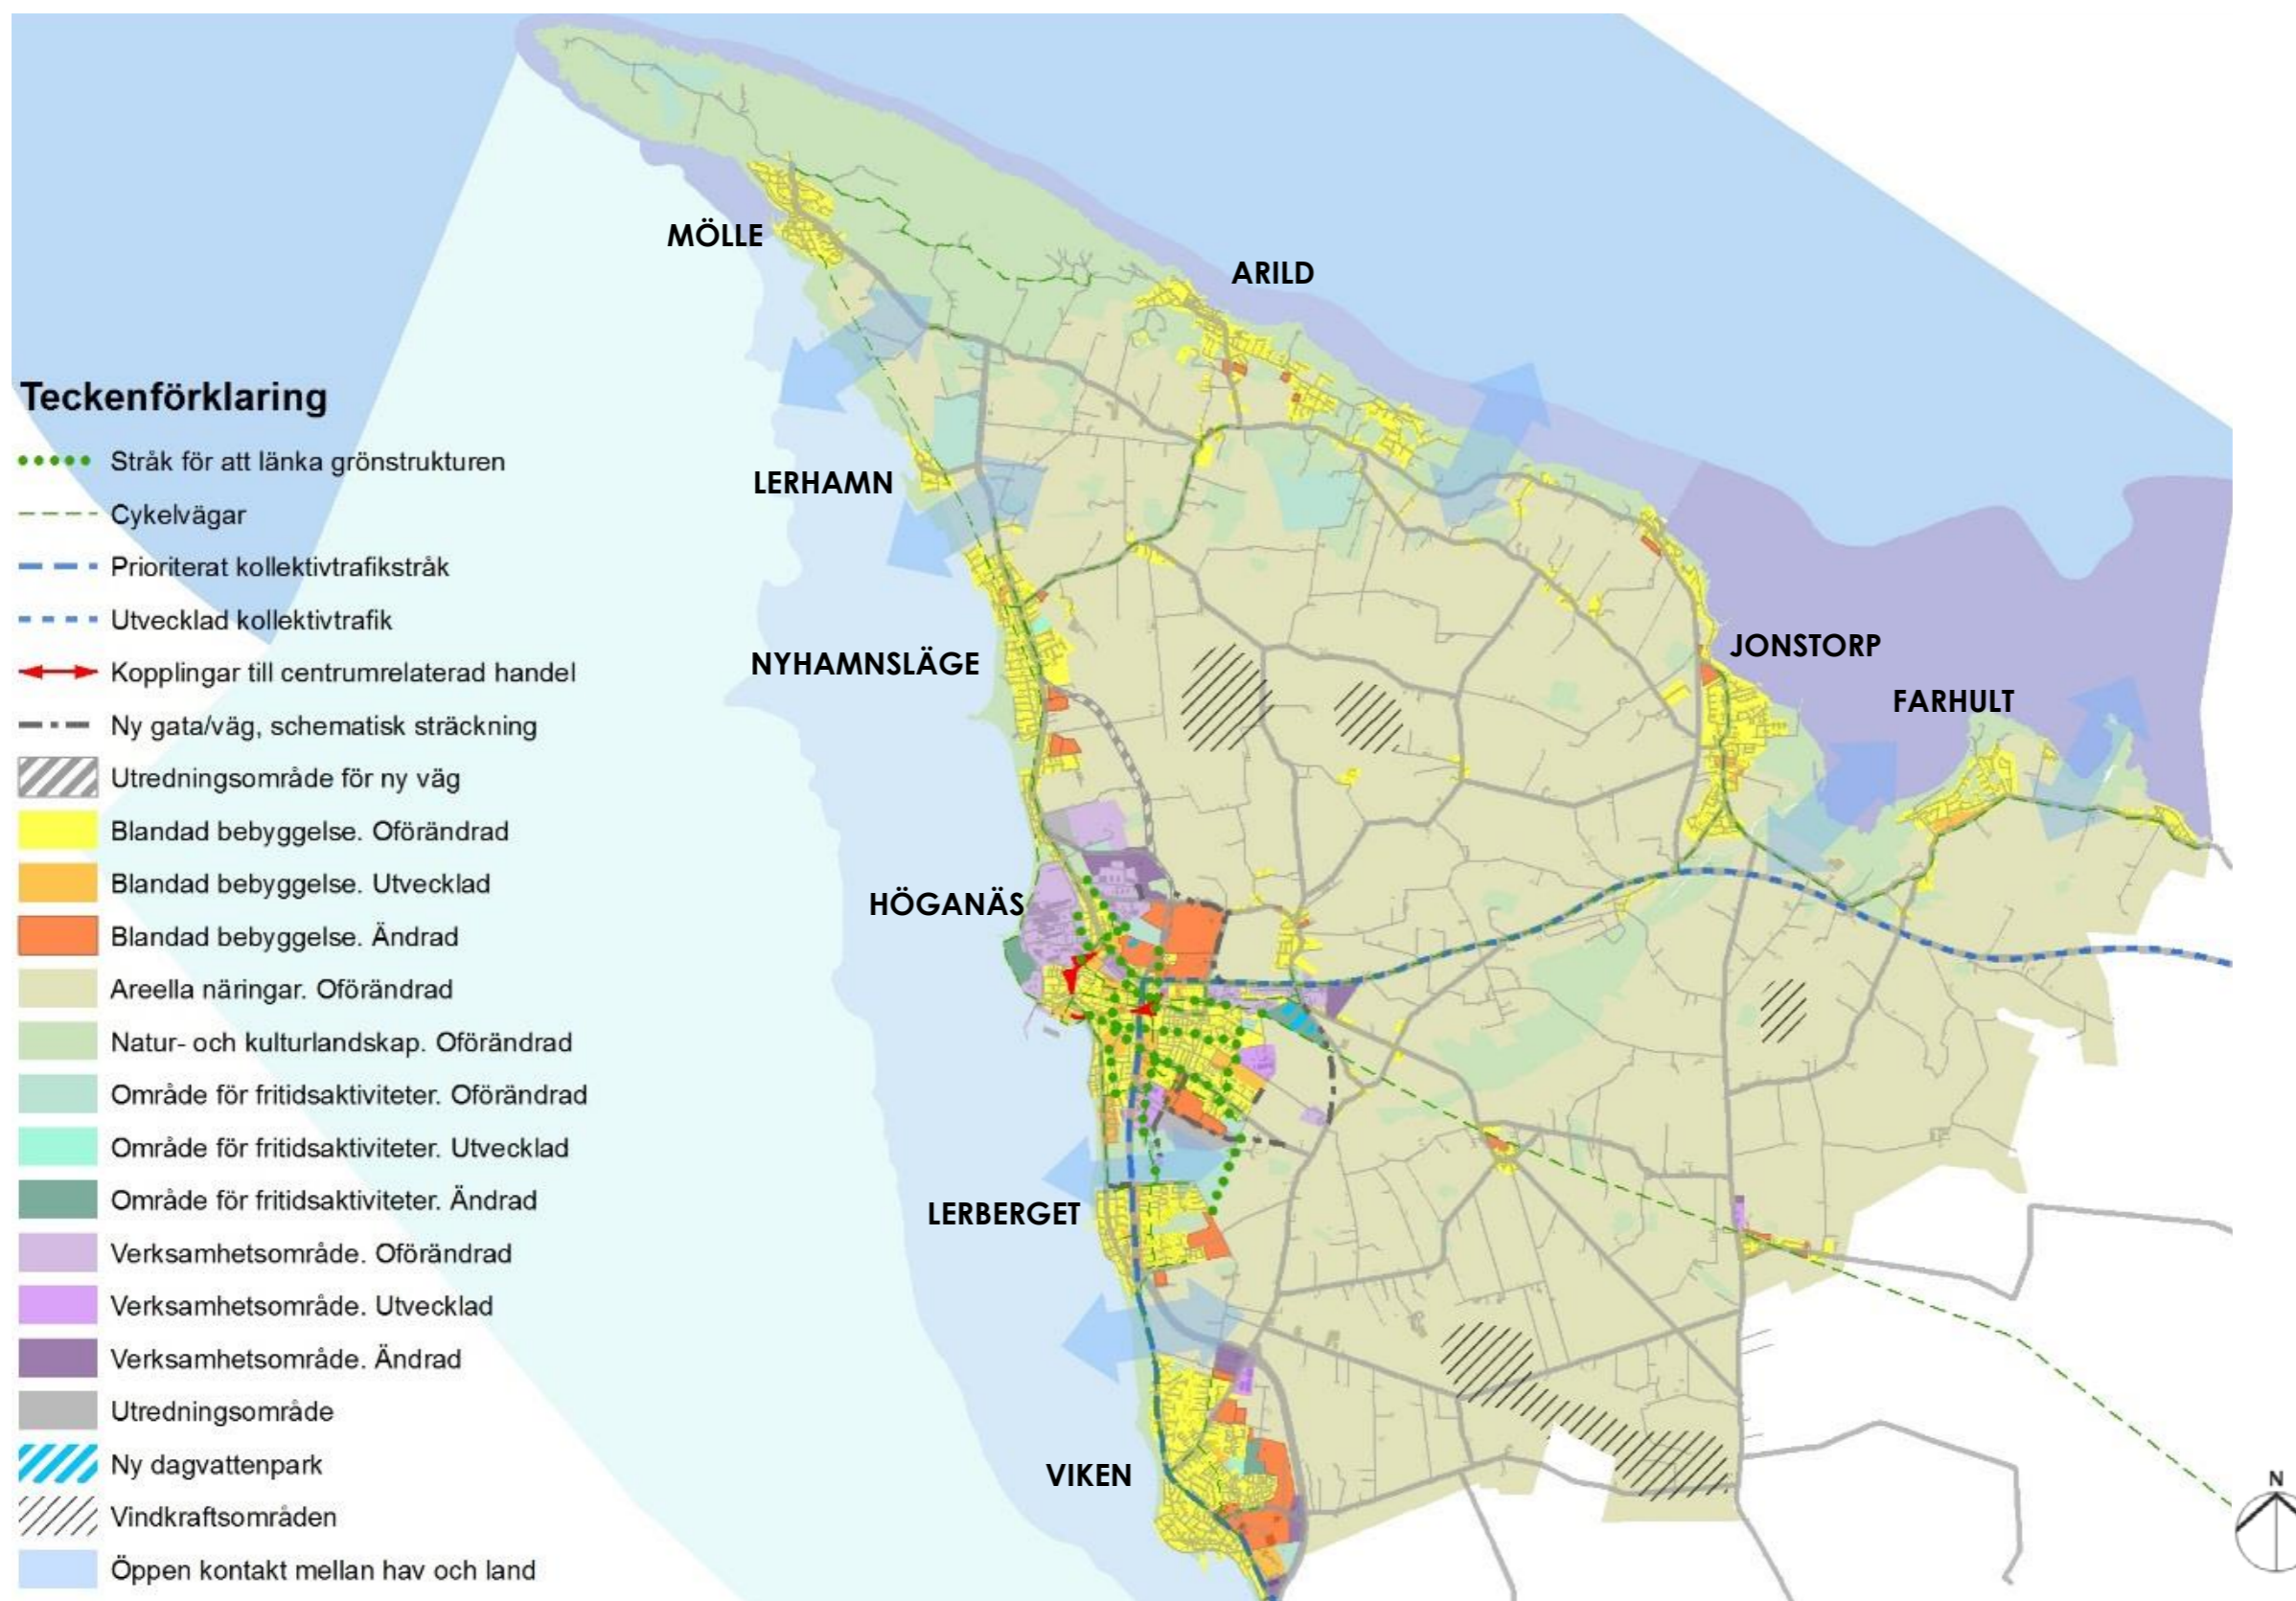 MÖLLE
ARILD
Teckenförklaring
Stråk för att länka grönstrukturen
LERHAMN
Cykelvägar
Prioriterat kollektivtrafikstråk
Utvecklad kollektivtrafik
JONSTORP
NYHAMNSLÄGE
Kopplingar till centrumrelaterad handel
FARHULT
Ny gata/väg, schematisk sträckning
Utredningsområde för ny väg
Blandad bebyggelse. Oförändrad
Blandad bebyggelse. Utvecklad
HÖGANÄS
Blandad bebyggelse. Ändrad
Areella näringar. Oförändrad
Natur- och kulturlandskap. Oförändrad
Område för fritidsaktiviteter. Oförändrad
Område för fritidsaktiviteter. Utvecklad
Område för fritidsaktiviteter. Ändrad
LERBERGET
Verksamhetsområde. Oförändrad
Verksamhetsområde. Utvecklad
Verksamhetsområde. Ändrad
Utredningsområde
Ny dagvattenpark
VIKEN
N
Vindkraftsområden
Öppen kontakt mellan hav och land